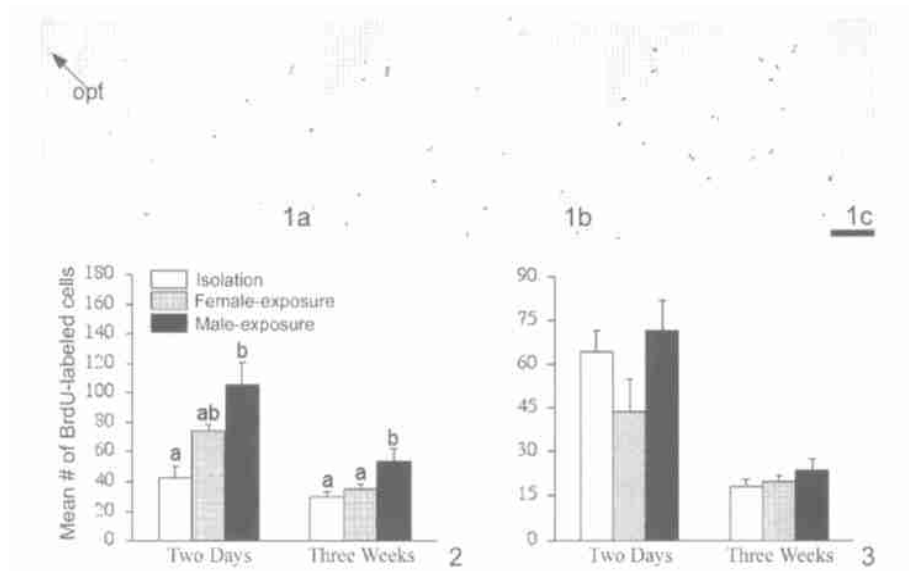 opt
1a
1b
1c
Mean # of BrdU-labeled cells
180
160
140
120
100
80
60
40
20
0
Isolation
Female-exposure
Male-exposure
a
ab
b
a
a
b
Two Days
Three Weeks
2
90
75
60
45
30
15
0
Two Days
Three Weeks
3